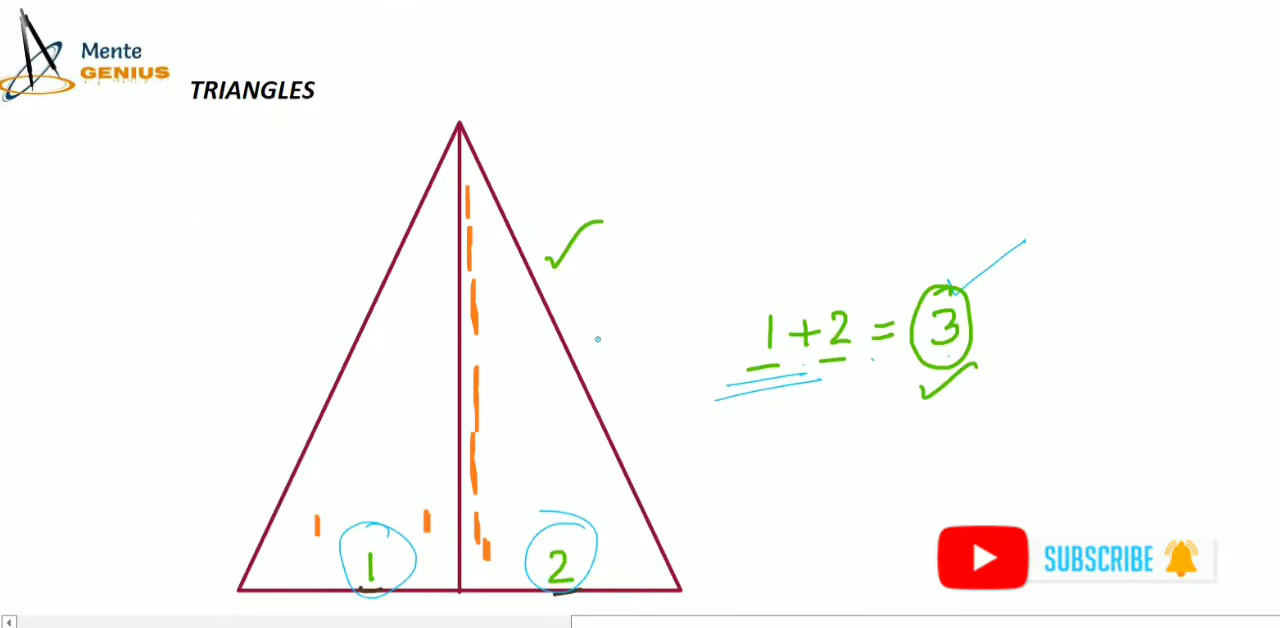 Mente
GENIUS
TRIANGLES
1 + 2 = 3
1
2
SUBSCRIBE